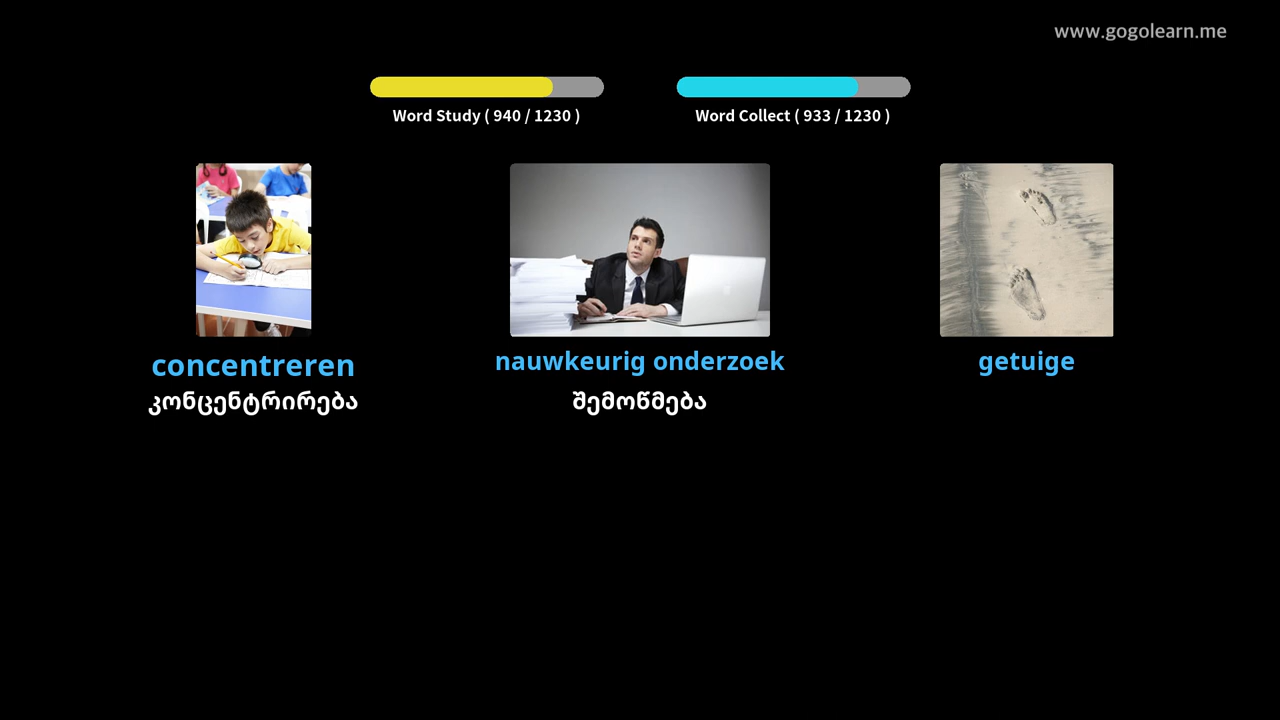 www.gogolearn.me
Word Study ( 940 / 1230 )
Word Collect ( 933 / 1230 )
concentreren
კონცენტრირება
nauwkeurig onderzoek
შემოწმება
getuige